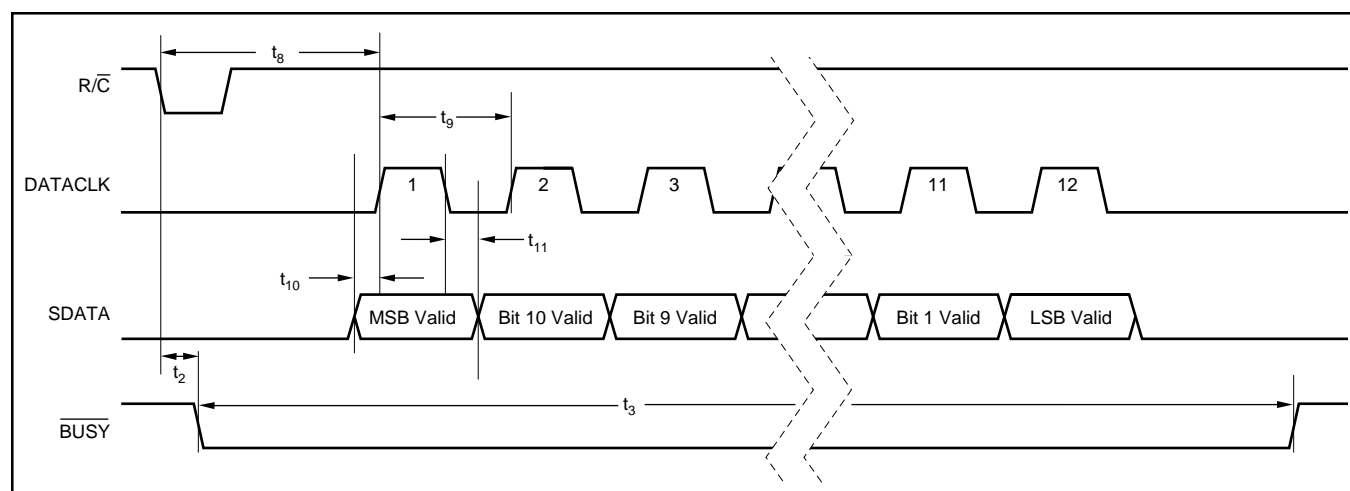 t₈
R/C̅
t₉
DATACLK
1
2
3
11
12
t₁₁
t₁₀
SDATA
MSB Valid
Bit 10 Valid
Bit 9 Valid
Bit 1 Valid
LSB Valid
t₂
t₃
B̅U̅S̅Y̅